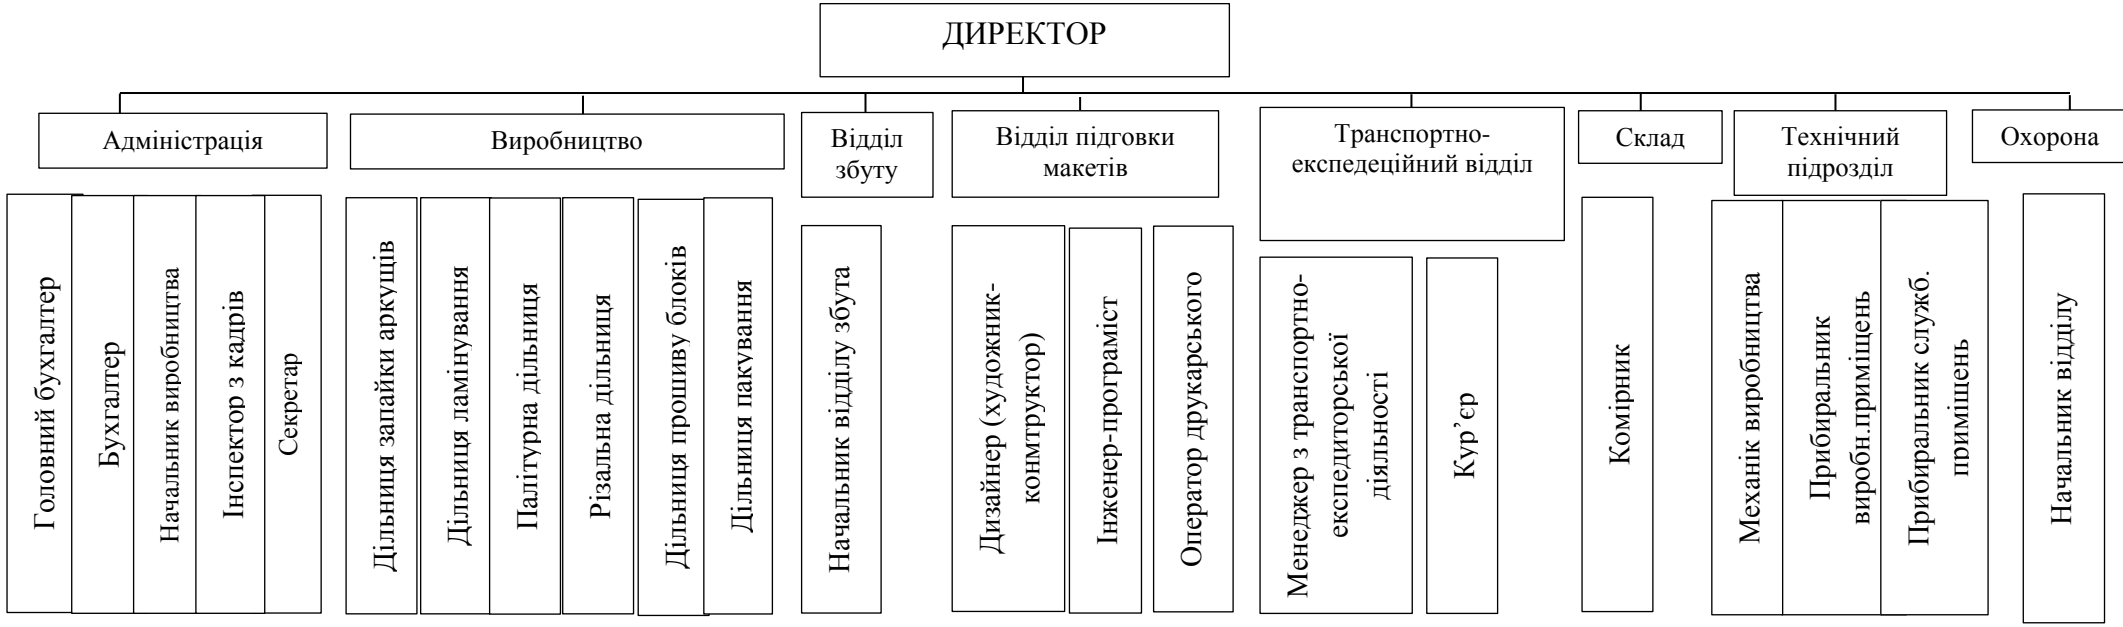 ДИРЕКТОР
Адміністрація
Виробництво
Відділ
збуту
Відділ підговки
макетів
Транспортно-
експедеційний відділ
Склад
Технічний
підрозділ
Охорона
Головний бухгалтер
Бухгалтер
Начальник виробництва
Інспектор з кадрів
Секретар
Дільниця запайки аркущів
Дільниця ламінування
Палітурна дільниця
Різальна дільниця
Дільниця прошиву блоків
Дільниця пакування
Начальник відділу збута
Дизайнер (художник-
контмруктор)
Інженер-програміст
Оператор друкарського
Менеджер з транспортно-
експедиторської
діяльності
Кур’єр
Комірник
Механік виробництва
Прибиральник
виробн.приміщень
Прибиральник служб.
приміщень
Начальник відділу